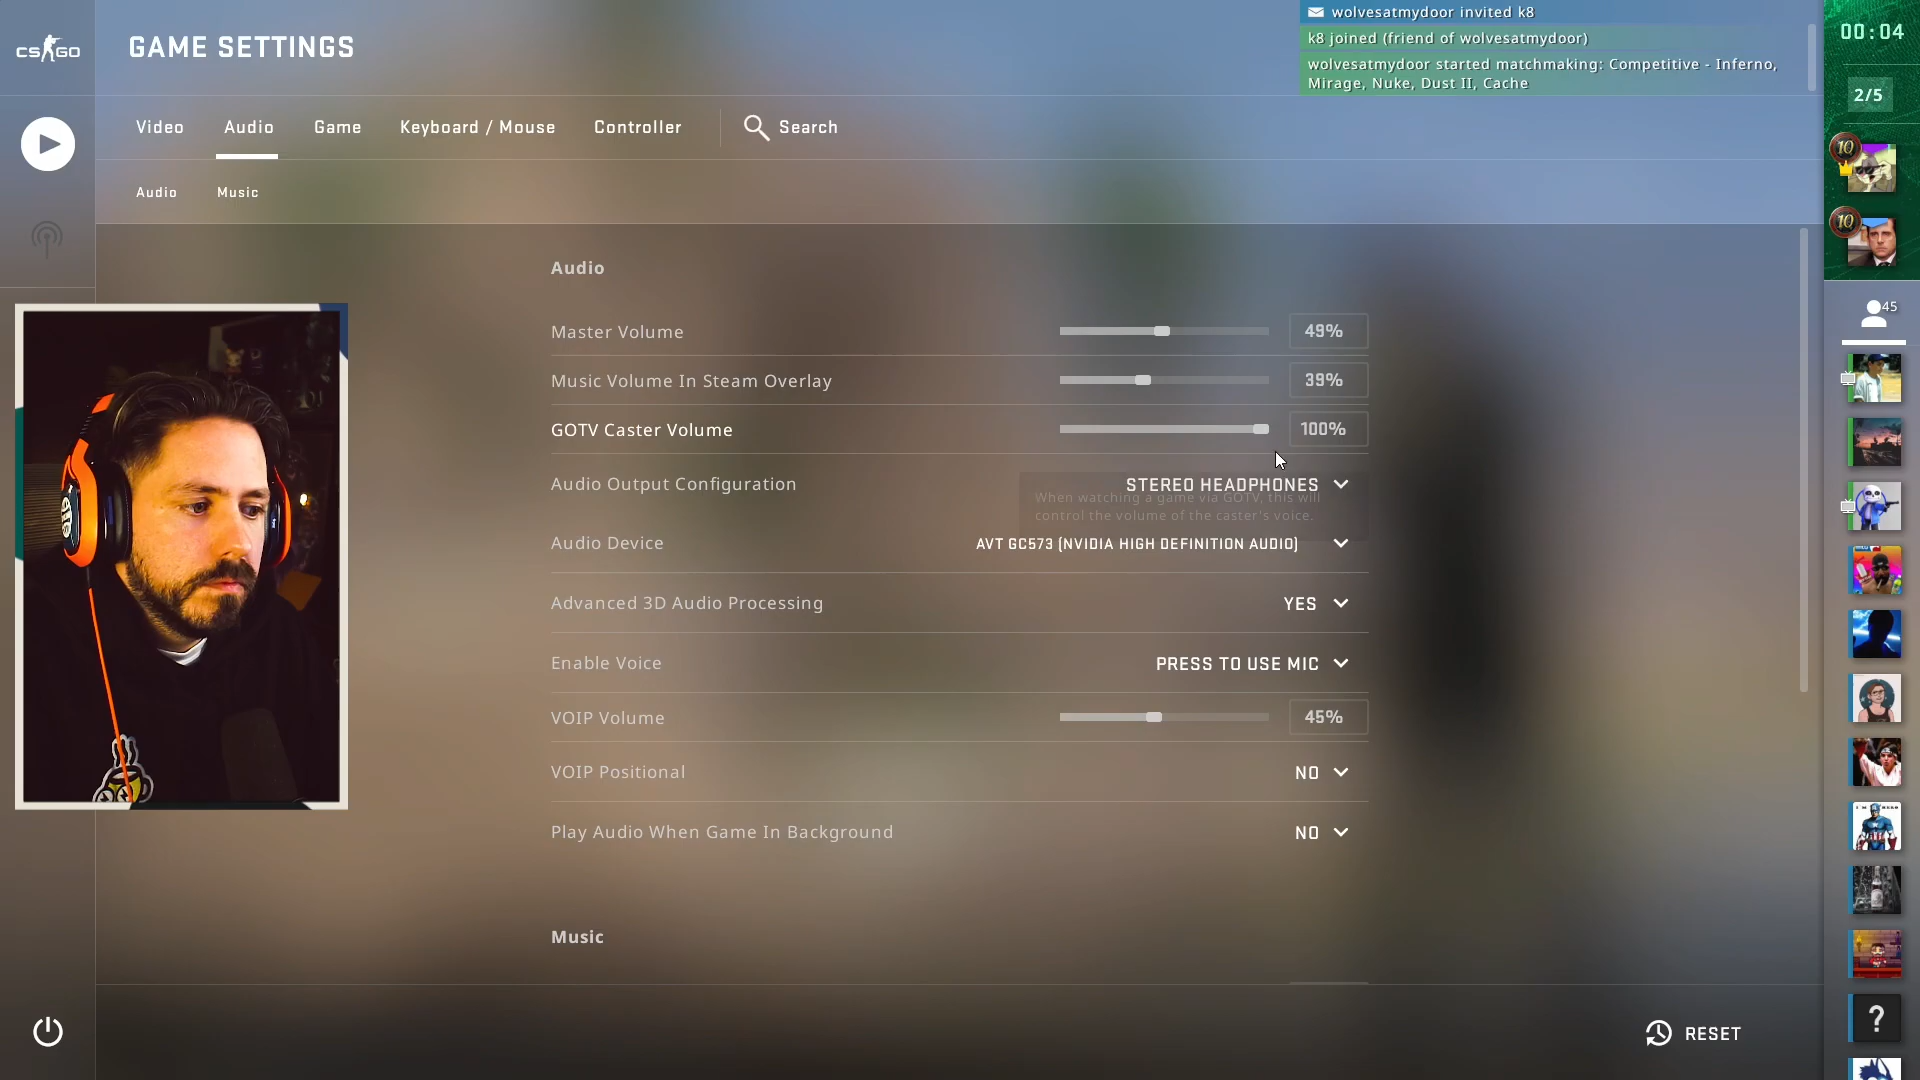 CS GO
GAME SETTINGS
wolvesatmydoor invited k8
k8 joined (friend of wolvesatmydoor)
wolvesatmydoor started matchmaking: Competitive - Inferno,
Mirage, Nuke, Dust II, Cache
00:04
2/5
10
10
45
Video
Audio
Game
Keyboard / Mouse
Controller
Search
Audio
Music
Audio
Master Volume
49%
Music Volume In Steam Overlay
39%
GOTV Caster Volume
100%
Audio Output Configuration
STEREO HEADPHONES
When watching a game via GOTV, this will
control the volume of the caster's voice.
Audio Device
AVT GC573 (NVIDIA HIGH DEFINITION AUDIO)
Advanced 3D Audio Processing
YES
Enable Voice
PRESS TO USE MIC
VOIP Volume
45%
VOIP Positional
NO
Play Audio When Game In Background
NO
Music
?
RESET